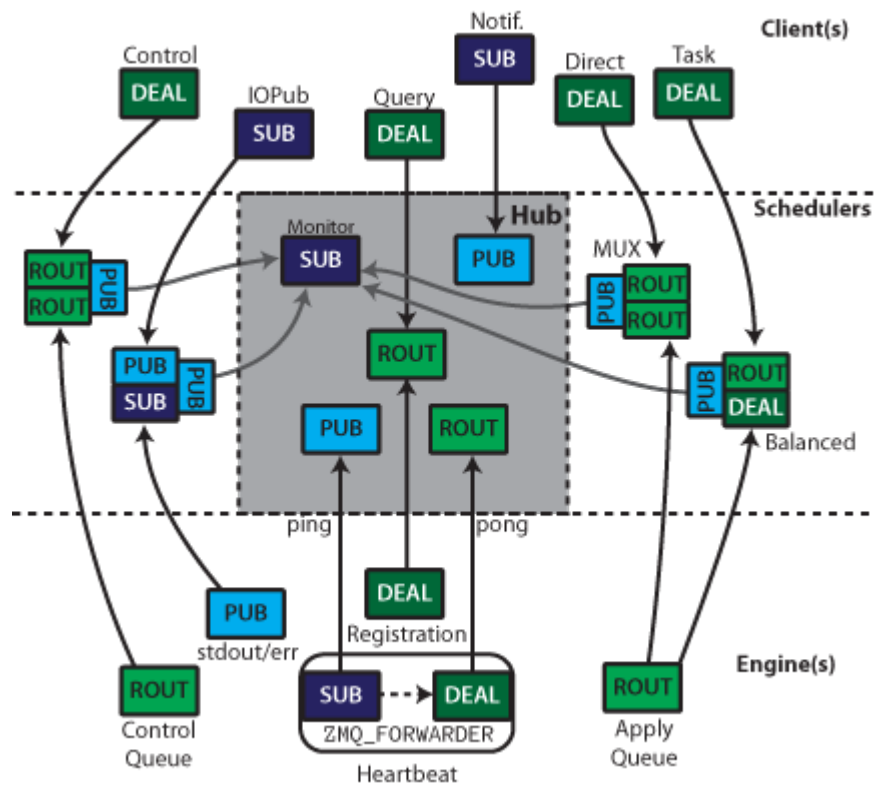 Notif.
Client(s)
Control
SUB
Direct
Task
DEAL
IOPub
Query
DEAL
DEAL
SUB
DEAL
Hub
Schedulers
Monitor
SUB
PUB
MUX
ROUT
PUB
ROUT
PUB
ROUT
ROUT
ROUT
PUB
PUB
SUB
PUB
ROUT
DEAL
PUB
ROUT
Balanced
ping
pong
DEAL
PUB
Registration
stdout/err
Engine(s)
ROUT
SUB
DEAL
ROUT
Control
Queue
ZMQ_FORWARDER
Apply
Queue
Heartbeat